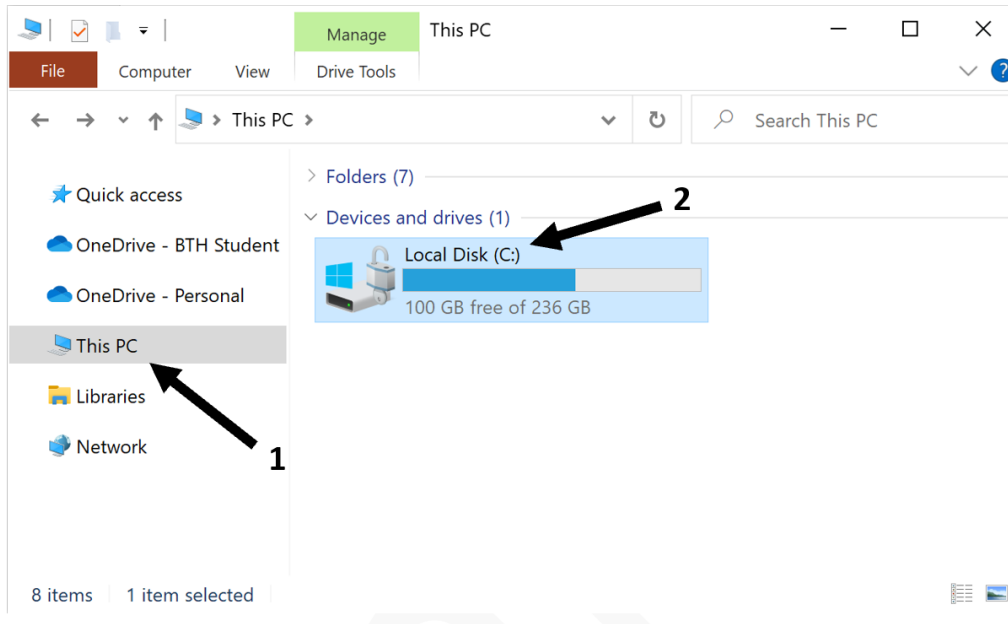 Manage
This PC
File
Computer
View
Drive Tools
?
This PC
Search This PC
Quick access
OneDrive - BTH Student
OneDrive - Personal
This PC
Libraries
Network
Folders (7)
Devices and drives (1)
2
Local Disk (C:)
100 GB free of 236 GB
1
8 items
1 item selected